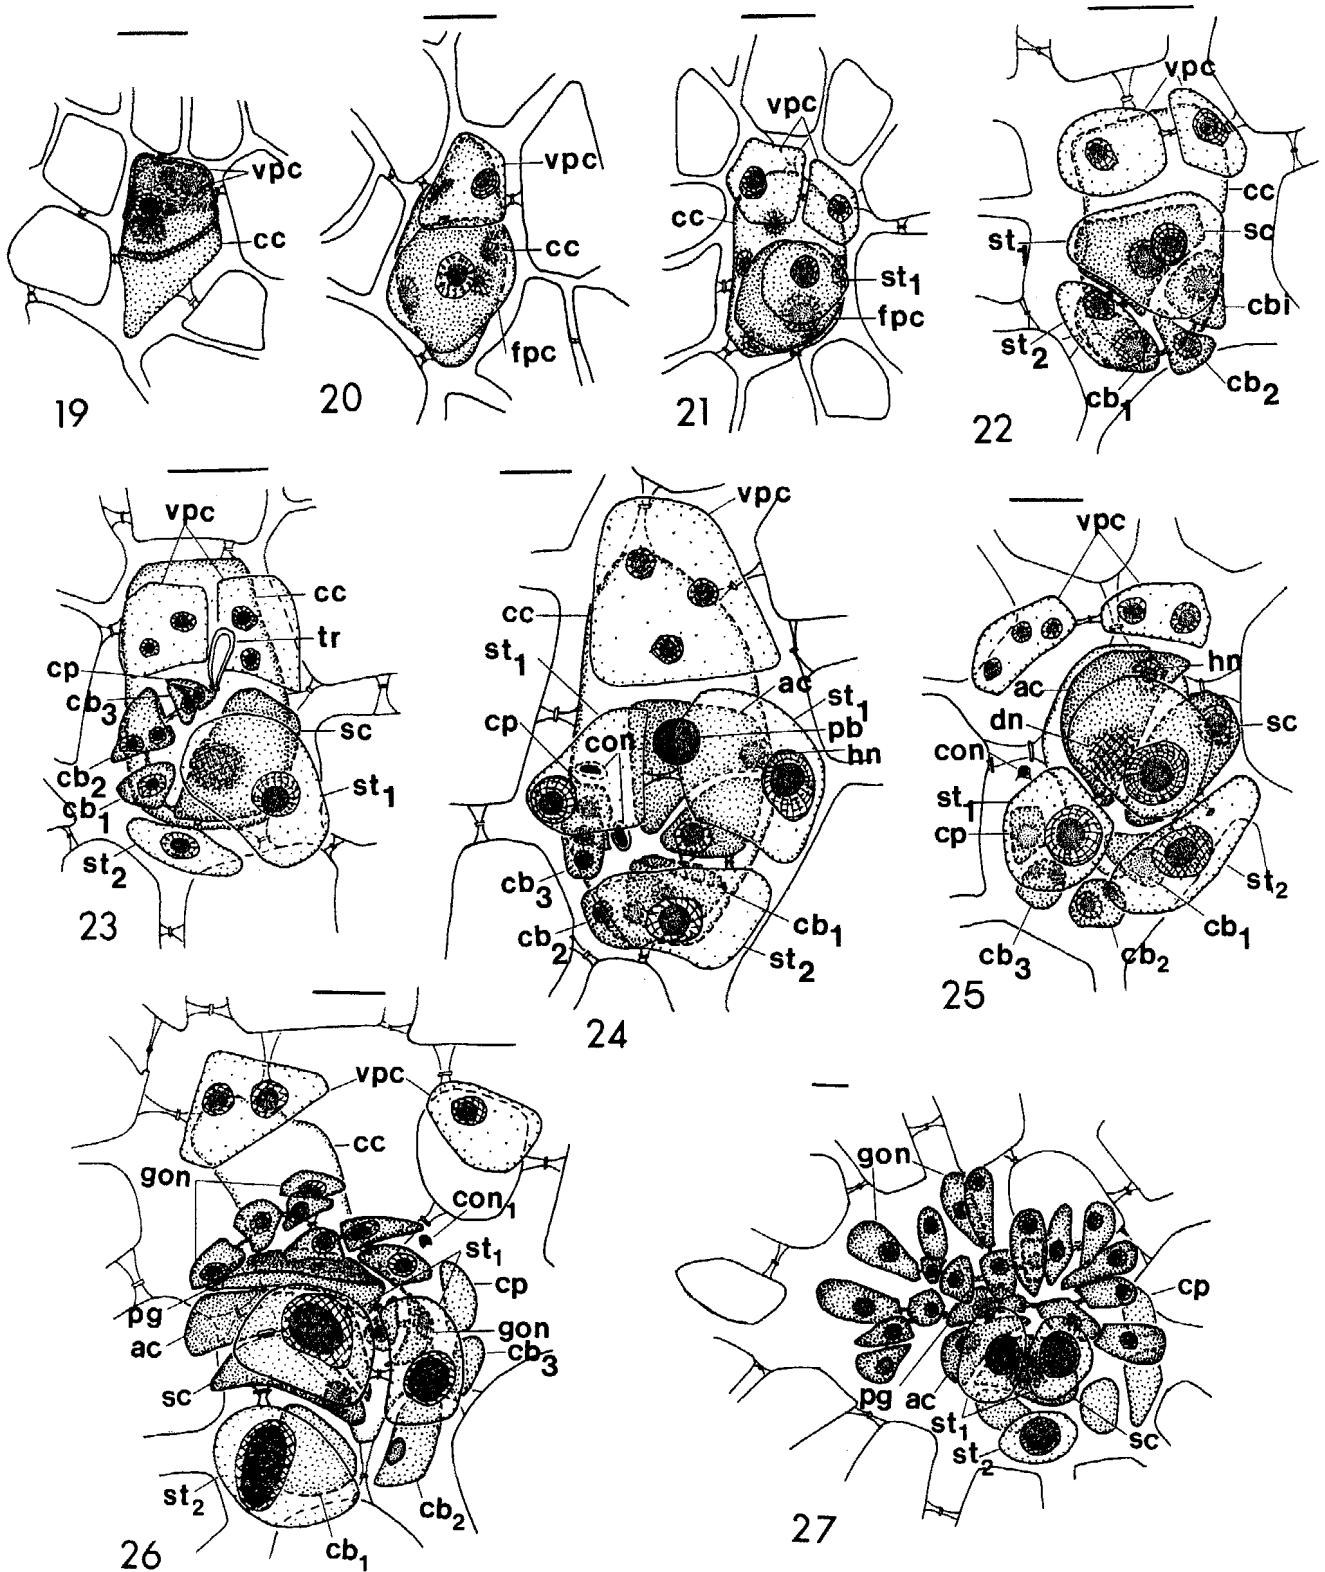 vpc
cc
19
vpc
cc
fpc
20
vpc
cc
st1
fpc
21
vpc
cc
st1
sc
cbi
st2
cb1
cb2
22
vpc
cc
tr
cp
cb3
sc
cb2
cb1
st1
st2
23
vpc
cc
st1
ac
st1
cp
con
pb
hn
cb3
cb2
cb1
st2
24
vpc
hn
ac
dn
sc
con
st1
cp
st2
cb1
cb3
cb2
25
vpc
cc
gon
con1
st1
cp
pg
ac
gon
cb3
sc
st2
cb2
cb1
26
gon
cp
pg
ac
st1
sc
st2
27